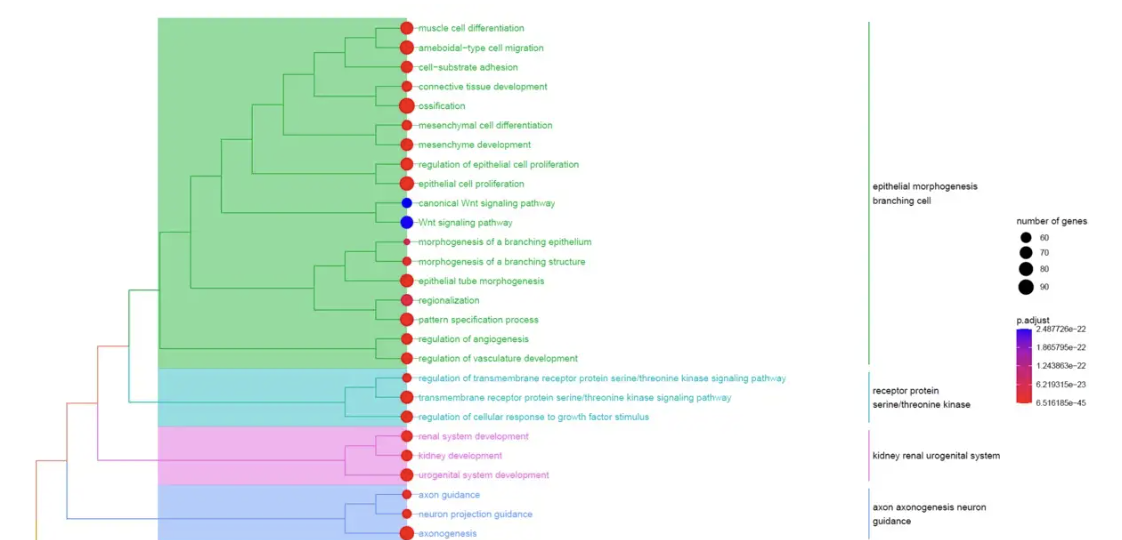 muscle cell differentiation
ameboidal-type cell migration
cell-substrate adhesion
connective tissue development
ossification
mesenchymal cell differentiation
mesenchyme development
regulation of epithelial cell proliferation
epithelial cell proliferation
canonical Wnt signaling pathway
Wnt signaling pathway
morphogenesis of a branching epithelium
morphogenesis of a branching structure
epithelial tube morphogenesis
regionalization
pattern specification process
regulation of angiogenesis
regulation of vasculature development
regulation of transmembrane receptor protein serine/threonine kinase signaling pathway
transmembrane receptor protein serine/threonine kinase signaling pathway
regulation of cellular response to growth factor stimulus
renal system development
kidney development
urogenital system development
axon guidance
neuron projection guidance
axonogenesis
epithelial morphogenesis
branching cell
receptor protein
serine/threonine kinase
kidney renal urogenital system
axon axonogenesis neuron
guidance
number of genes
60
70
80
90
p.adjust
2.487726e-22
1.865795e-22
1.243863e-22
6.219315e-23
6.516185e-45